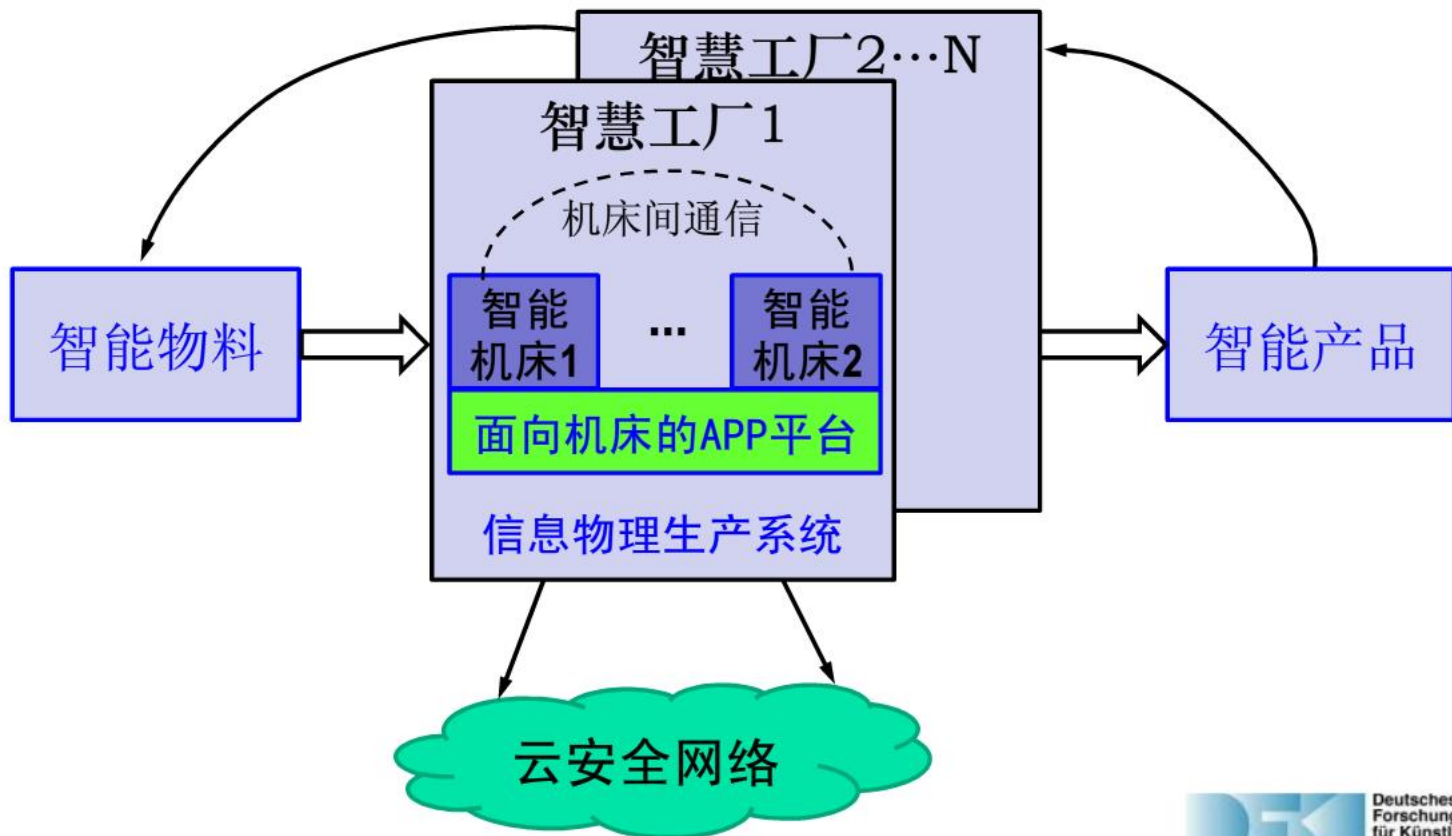 智慧工厂2…N
智慧工厂1
机床间通信
智能物料
智能
机床1
...
智能
机床2
智能产品
面向机床的APP平台
信息物理生产系统
云安全网络
Deutsches